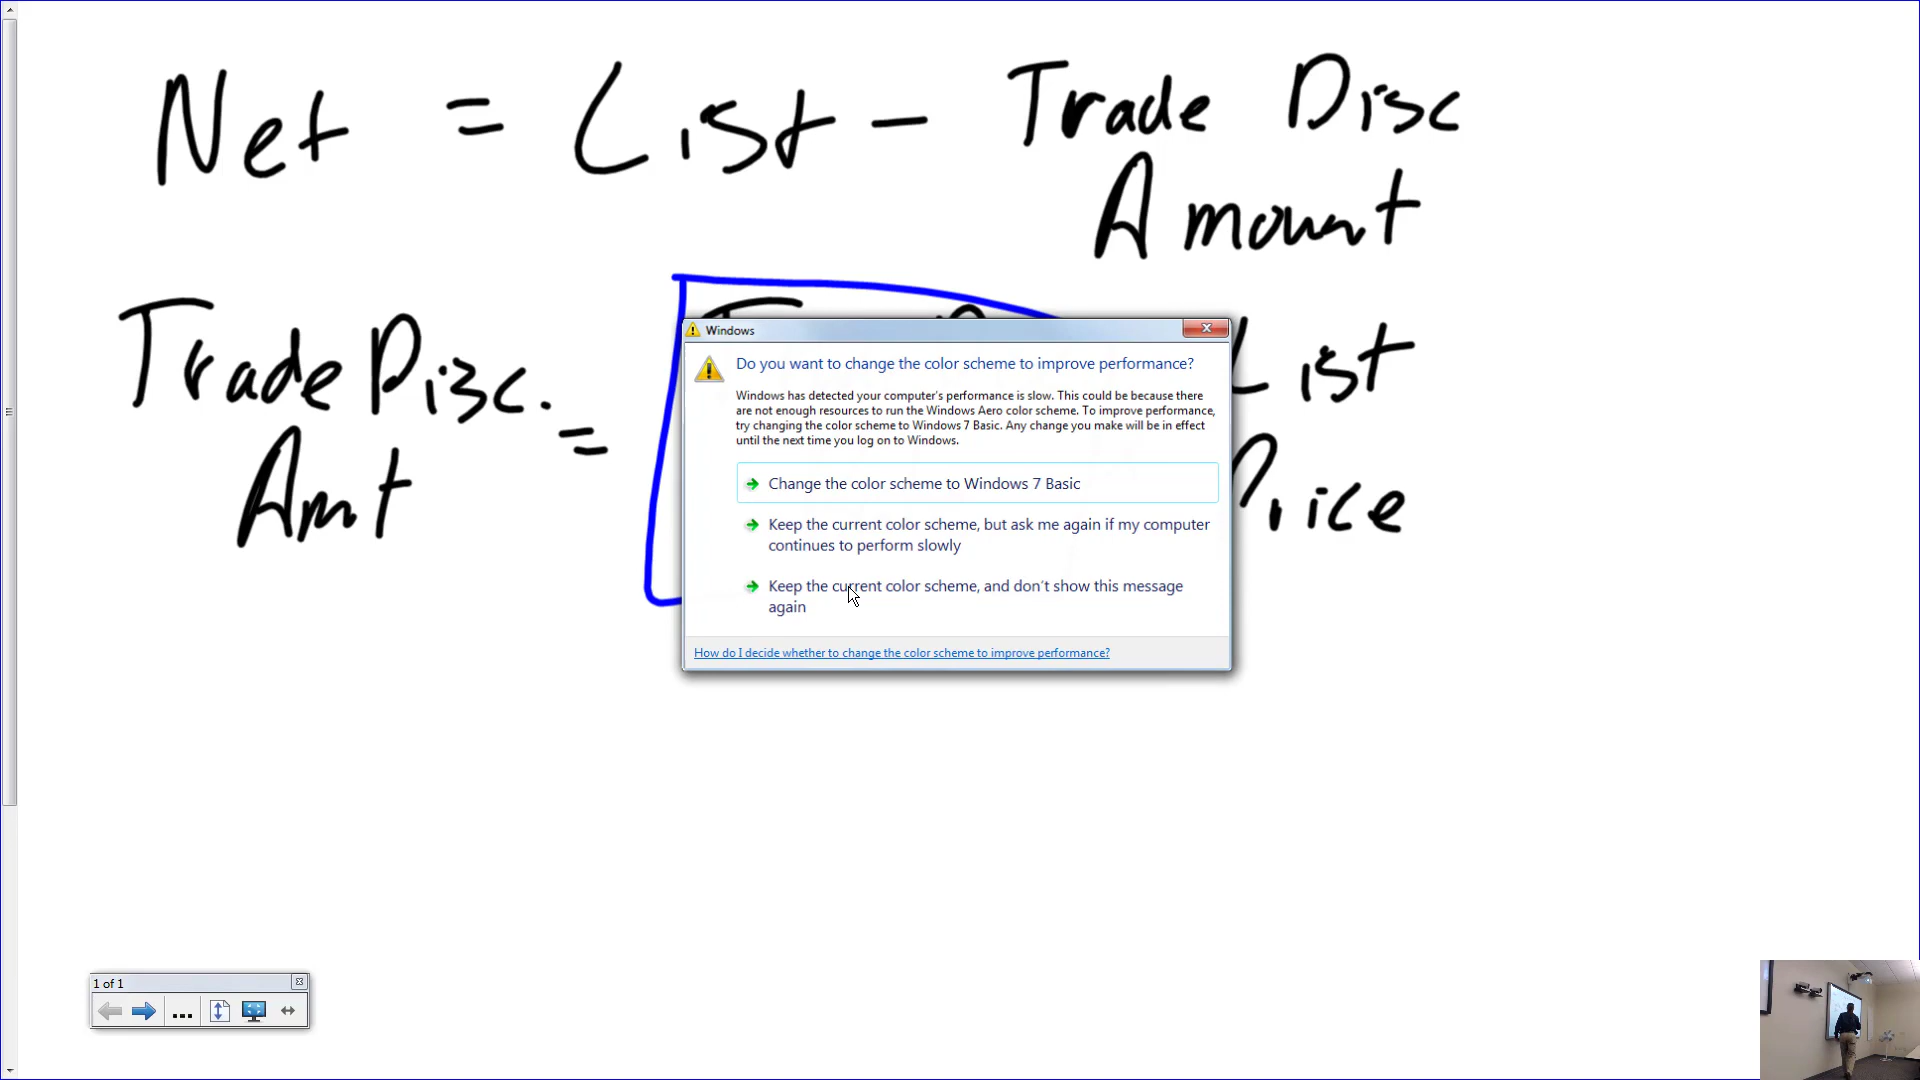 Net = List - Trade Disc
Amount
Trade Disc.
Amt
=
List
Price
Windows
Do you want to change the color scheme to improve performance?
Windows has detected your computer's performance is slow. This could be because there
are not enough resources to run the Windows Aero color scheme. To improve performance,
try changing the color scheme to Windows 7 Basic. Any change you make will be in effect
until the next time you log on to Windows.
Change the color scheme to Windows 7 Basic
Keep the current color scheme, but ask me again if my computer
continues to perform slowly
Keep the current color scheme, and don't show this message
again
How do I decide whether to change the color scheme to improve performance?
1 of 1